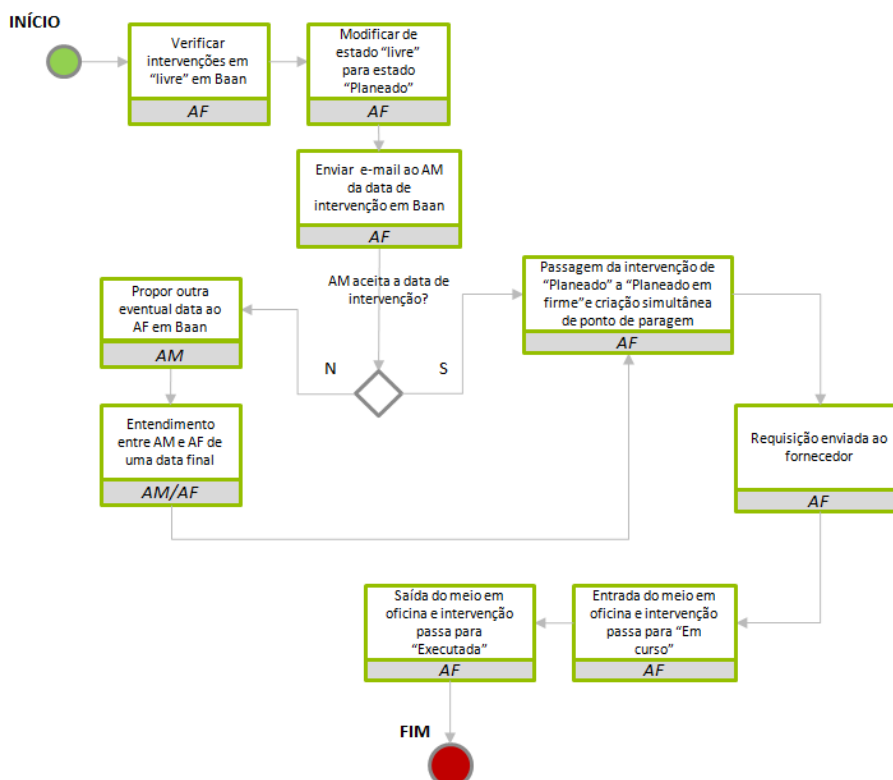 INÍCIO
Verificar
intervenções em
“livre” em Baan
AF
Modificar de
estado “livre”
para estado
“Planeado”
AF
Enviar e-mail ao AM
da data de
intervenção em Baan
AF
AM aceita a data de
intervenção?
N
S
Propor outra
eventual data ao
AF em Baan
AM
Entendimento
entre AM e AF de
uma data final
AM/AF
Passagem da intervenção de
“Planeado” a “Planeado em
firme”e criação simultânea
de ponto de paragem
AF
Requisição enviada ao
fornecedor
AF
Entrada do meio em
oficina e intervenção
passa para “Em
curso”
AF
Saída do meio em
oficina e intervenção
passa para
“Executada”
AF
FIM